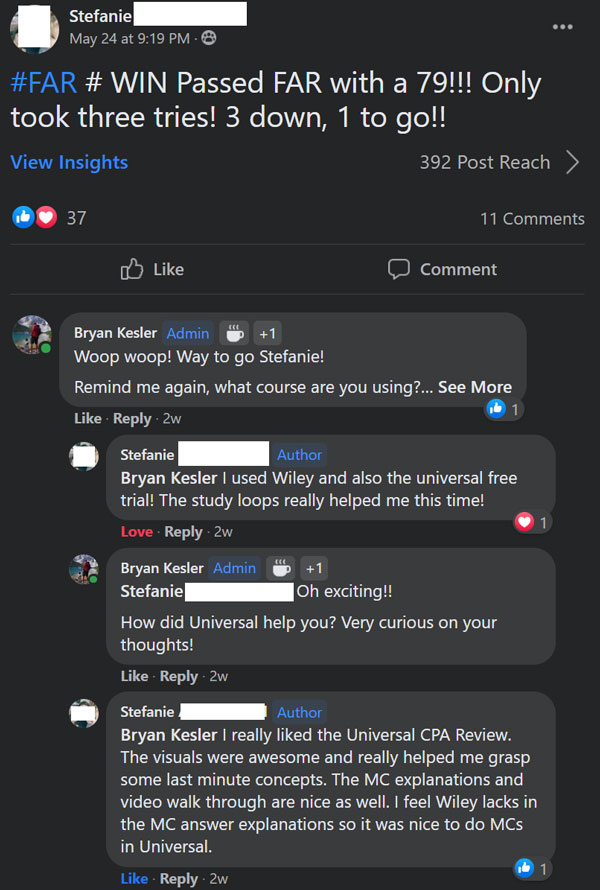 Stefanie
May 24 at 9:19 PM ·
#FAR # WIN Passed FAR with a 79!!! Only
took three tries! 3 down, 1 to go!!
View Insights
392 Post Reach
37
11 Comments
Like
Comment
Bryan Kesler Admin +1
Woop woop! Way to go Stefanie!
Remind me again, what course are you using?... See More
1
Like · Reply · 2w
Stefanie Author
Bryan Kesler I used Wiley and also the universal free
trial! The study loops really helped me this time!
1
Love · Reply · 2w
Bryan Kesler Admin +1
Stefanie Oh exciting!!
How did Universal help you? Very curious on your
thoughts!
Like · Reply · 2w
Stefanie Author
Bryan Kesler I really liked the Universal CPA Review.
The visuals were awesome and really helped me grasp
some last minute concepts. The MC explanations and
video walk through are nice as well. I feel Wiley lacks in
the MC answer explanations so it was nice to do MCs
in Universal.
1
Like · Reply · 2w